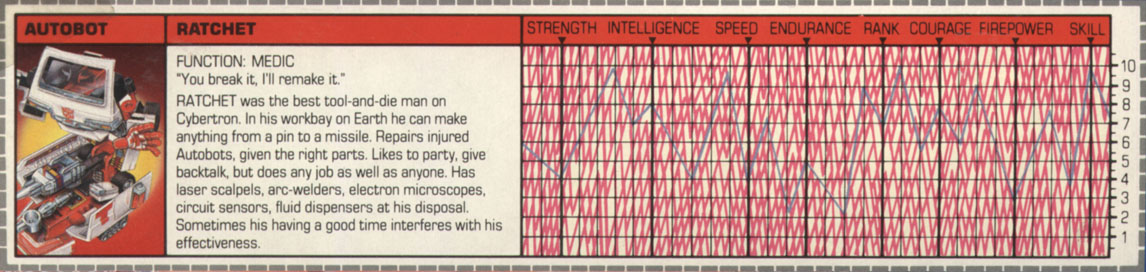 AUTOBOT
RATCHET
FUNCTION: MEDIC
"You break it, I'll remake it."
RATCHET was the best tool-and-die man on
Cybertron. In his workbay on Earth he can make
anything from a pin to a missile. Repairs injured
Autobots, given the right parts. Likes to party, give
backtalk, but does any job as well as anyone. Has
laser scalpels, arc-welders, electron microscopes,
circuit sensors, fluid dispensers at his disposal.
Sometimes his having a good time interferes with his
effectiveness.
STRENGTH INTELLIGENCE SPEED ENDURANCE RANK COURAGE FIREPOWER SKILL
10
9
8
7
6
5
4
3
2
1